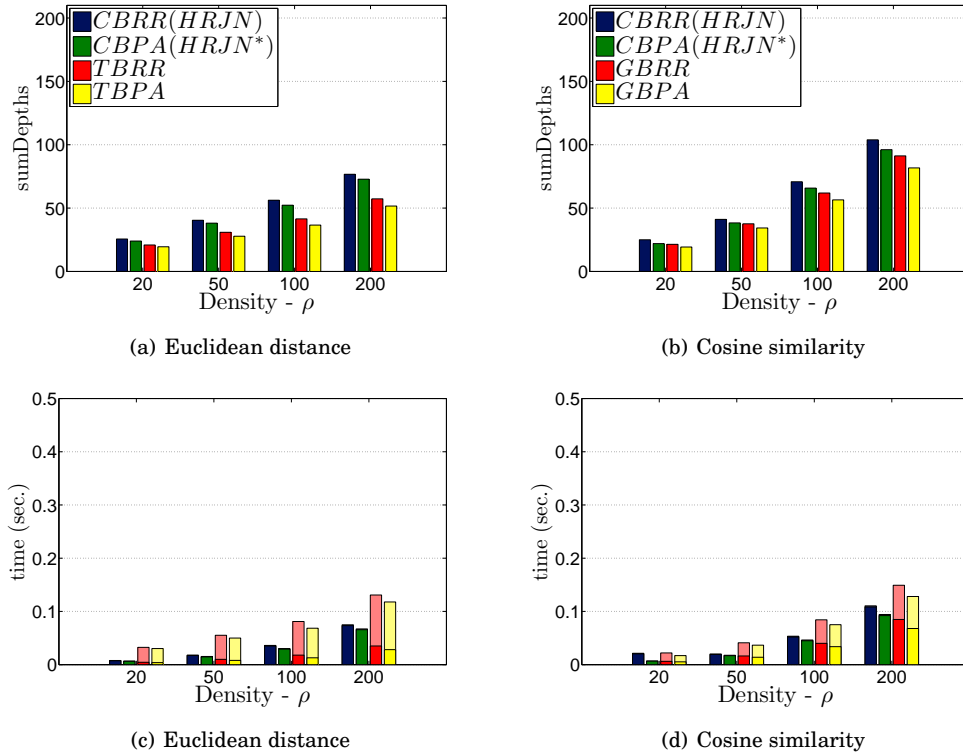 200
150
100
50
0
sumDepths
CBRR(HRJN)
CBPA(HRJN*)
TBRR
TBPA
20 50 100 200
Density - ρ
(a) Euclidean distance
200
150
100
50
0
sumDepths
CBRR(HRJN)
CBPA(HRJN*)
GBRR
GBPA
20 50 100 200
Density - ρ
(b) Cosine similarity
0.5
0.4
0.3
0.2
0.1
0
time (sec.)
20 50 100 200
Density - ρ
(c) Euclidean distance
0.5
0.4
0.3
0.2
0.1
0
time (sec.)
20 50 100 200
Density - ρ
(d) Cosine similarity